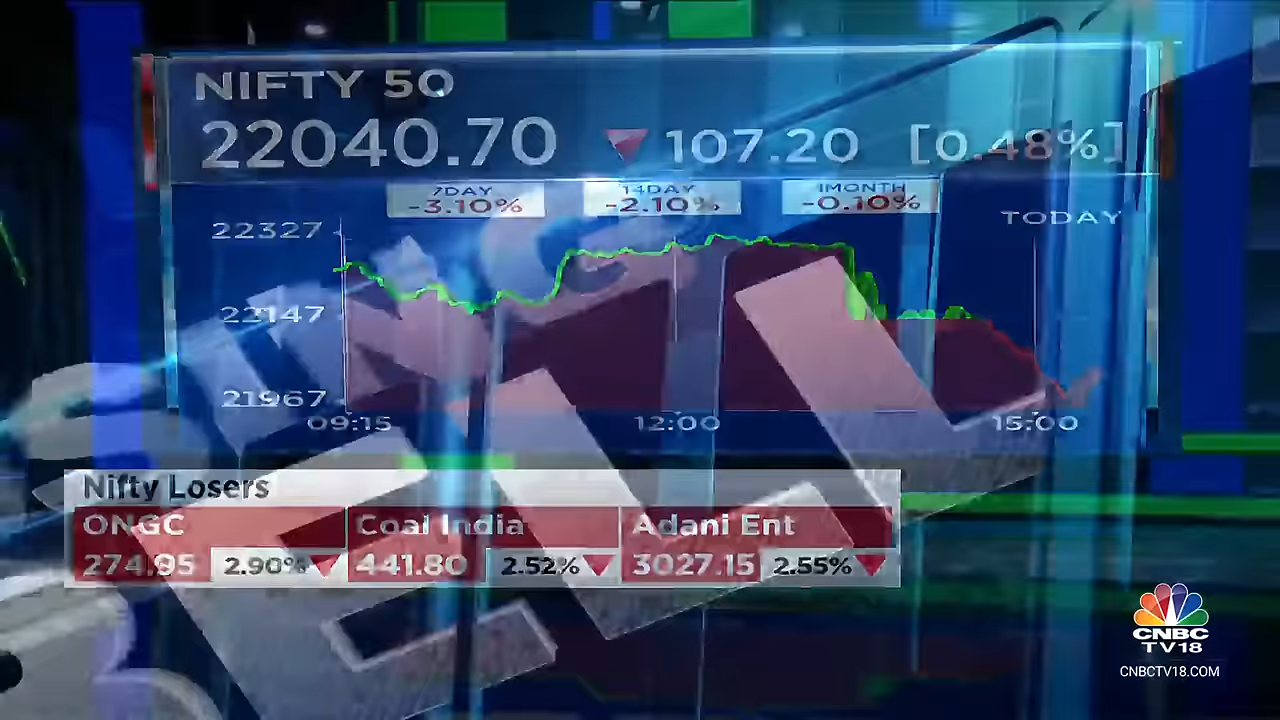 NIFTY 50
22040.70 ▼ 107.20 [0.48%]
7DAY 14DAY 1MONTH
-3.10% -2.10% -0.10%
TODAY
22327
22147
21967
09:15 12:00 15:00
Nifty Losers
ONGC Coal India Adani Ent
274.95 2.90% ▼ 441.80 2.52% ▼ 3027.15 2.55% ▼
CNBC
TV18
CNBCTV18.COM